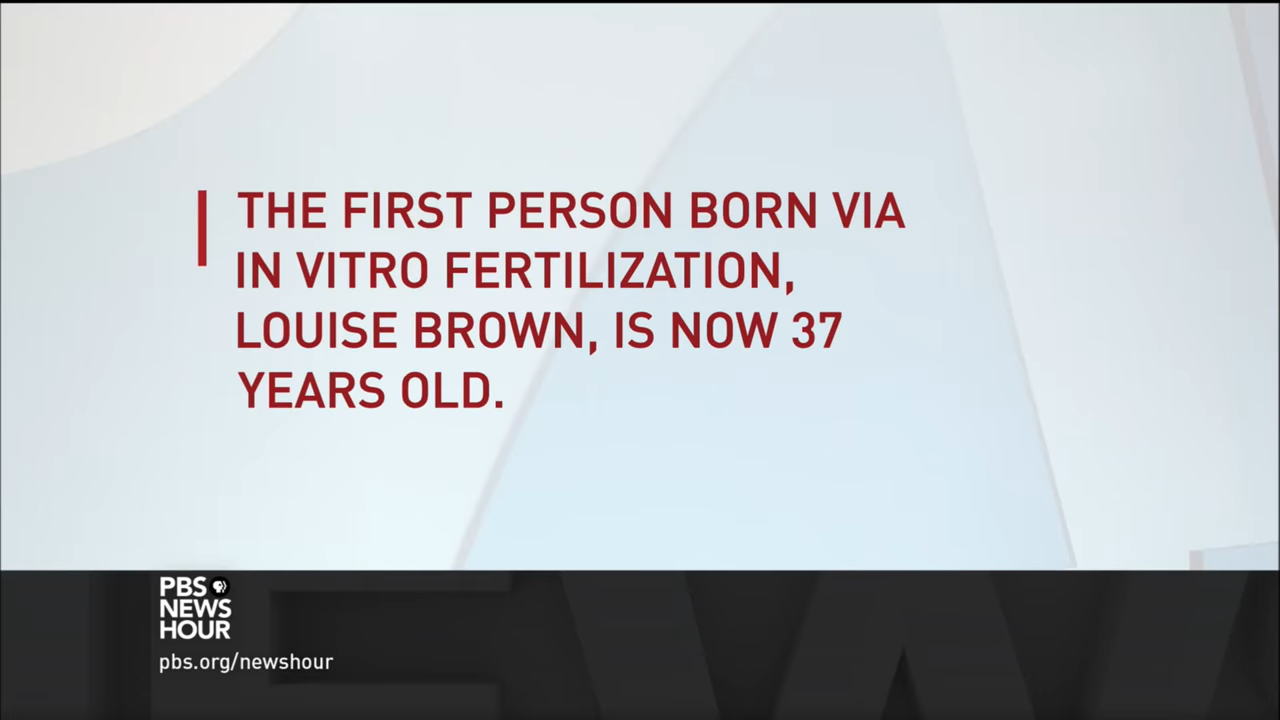 THE FIRST PERSON BORN VIA
IN VITRO FERTILIZATION,
LOUISE BROWN, IS NOW 37
YEARS OLD.
PBS
NEWS
HOUR
pbs.org/newshour